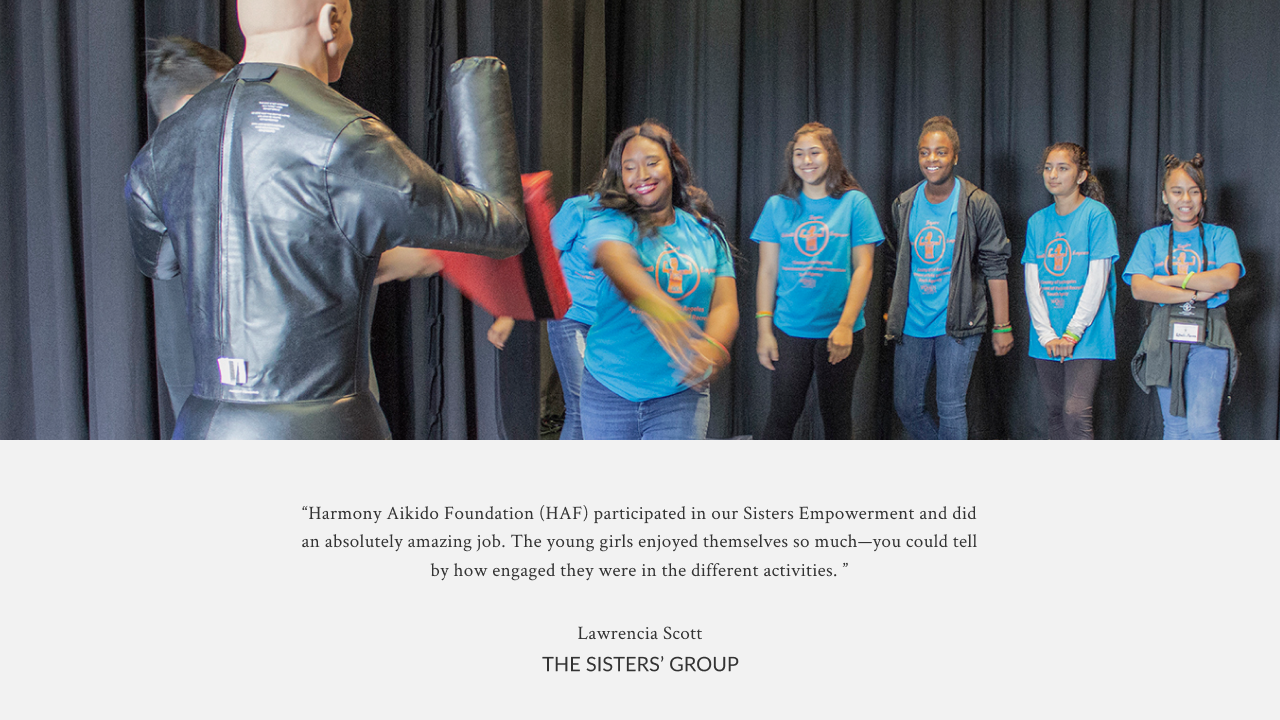 “Harmony Aikido Foundation (HAF) participated in our Sisters Empowerment and did
an absolutely amazing job. The young girls enjoyed themselves so much—you could tell
by how engaged they were in the different activities. ”
Lawrencia Scott
THE SISTERS’ GROUP